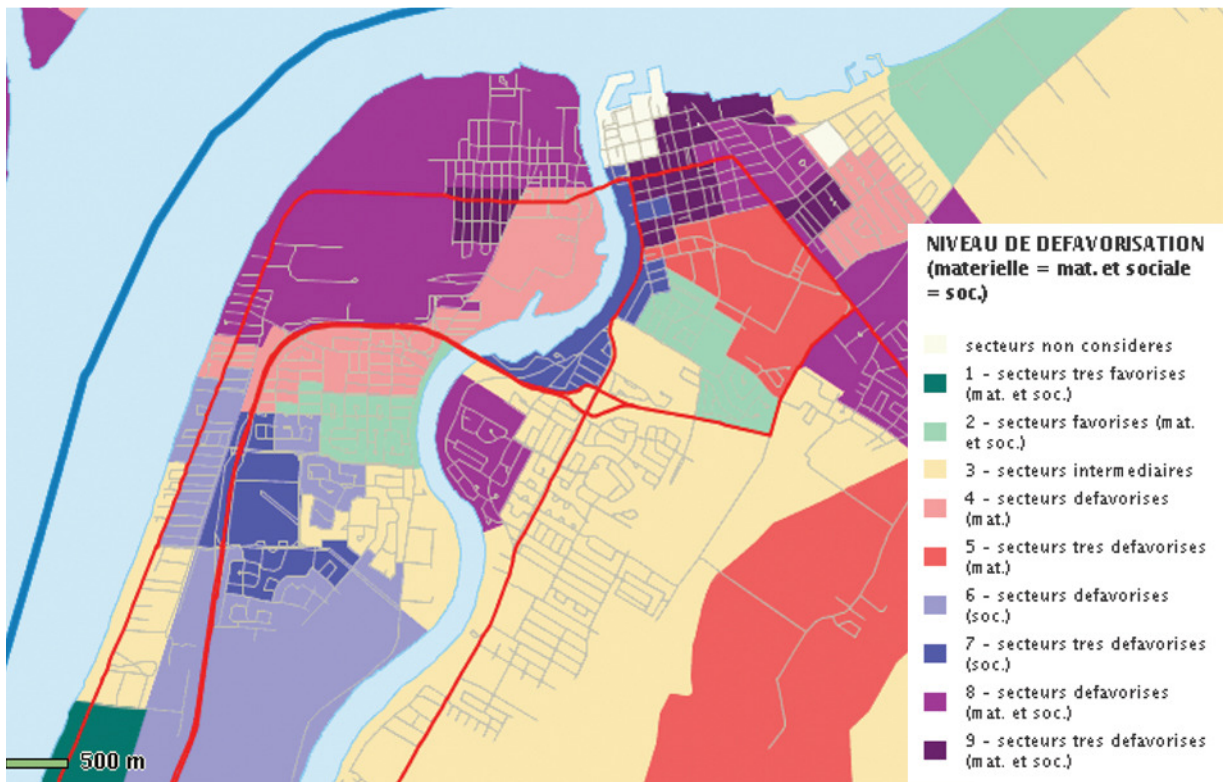 NIVEAU DE DEFAVORISATION
(materielle = mat. et sociale
= soc.)
secteurs non consideres
1 - secteurs tres favorises
(mat. et soc.)
2 - secteurs favorises (mat.
et soc.)
3 - secteurs intermediaires
4 - secteurs defavorises
(mat.)
5 - secteurs tres defavorises
(mat.)
6 - secteurs defavorises
(soc.)
7 - secteurs tres defavorises
(soc.)
8 - secteurs defavorises
(mat. et soc.)
9 - secteurs tres defavorises
(mat. et soc.)
500 m